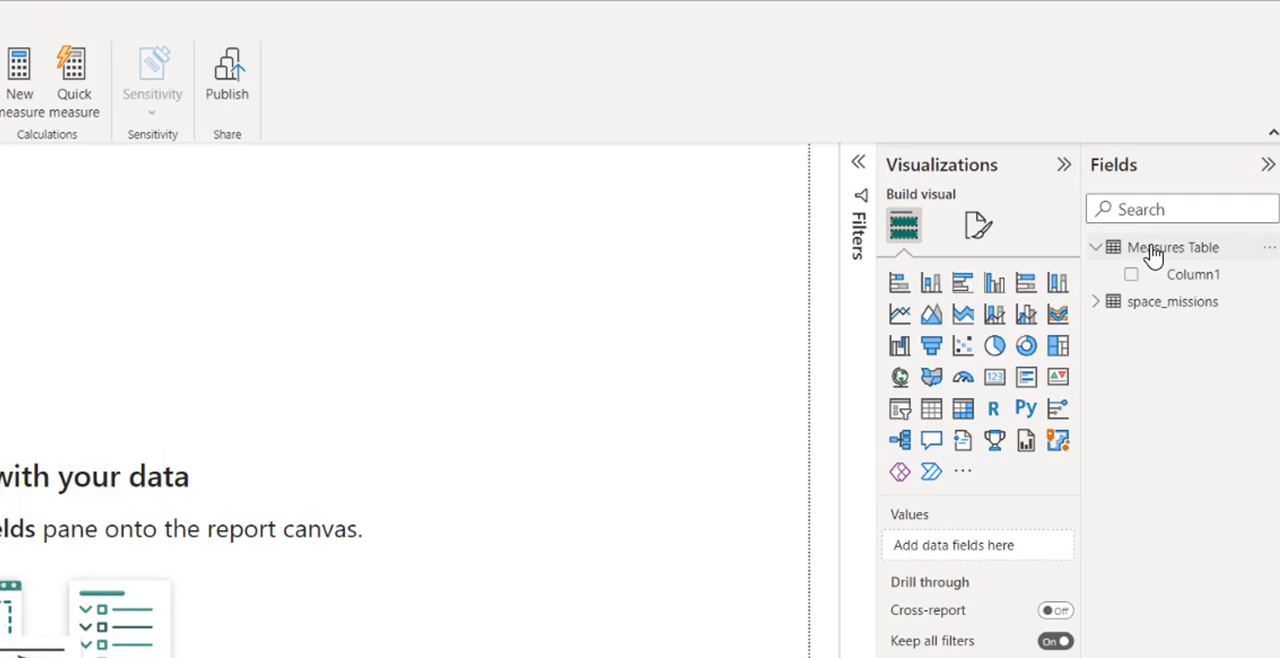 New
measure
Quick
measure
Calculations
Sensitivity
Sensitivity
Publish
Share
with your data
pane onto the report canvas.
Filters
Visualizations
Build visual
123
R
Py
...
Values
Add data fields here
Drill through
Cross-report
Off
Keep all filters
On
Fields
Search
Measures Table
...
Column1
space_missions